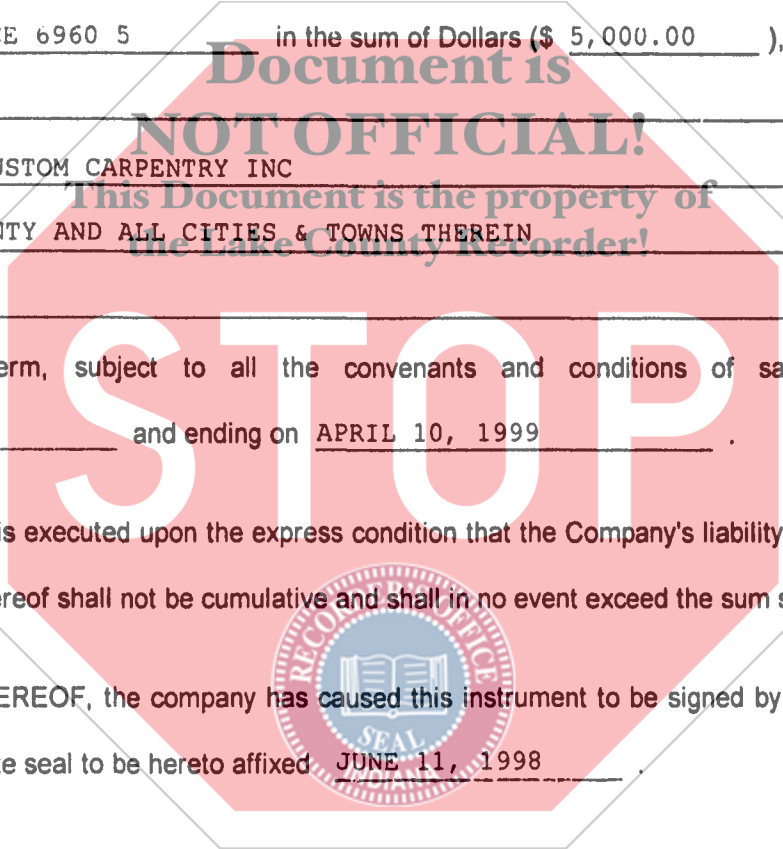 CE 6960 5 in the sum of Dollars ($ 5,000.00 ),
Document is
NOT OFFICIAL!
USTOM CARPENTRY INC
This Document is the property of
NTY AND ALL CITIES & TOWNS THEREIN
the Lake County Recorder!
STOP
erm, subject to all the convenants and conditions of sa
and ending on APRIL 10, 1999 .
is executed upon the express condition that the Company's liability
ereof shall not be cumulative and shall in no event exceed the sum s
RECORDER'S OFFICE
EREOF, the company has caused this instrument to be signed by
SEAL
te seal to be hereto affixed JUNE 11, 1998 .
INDIANA